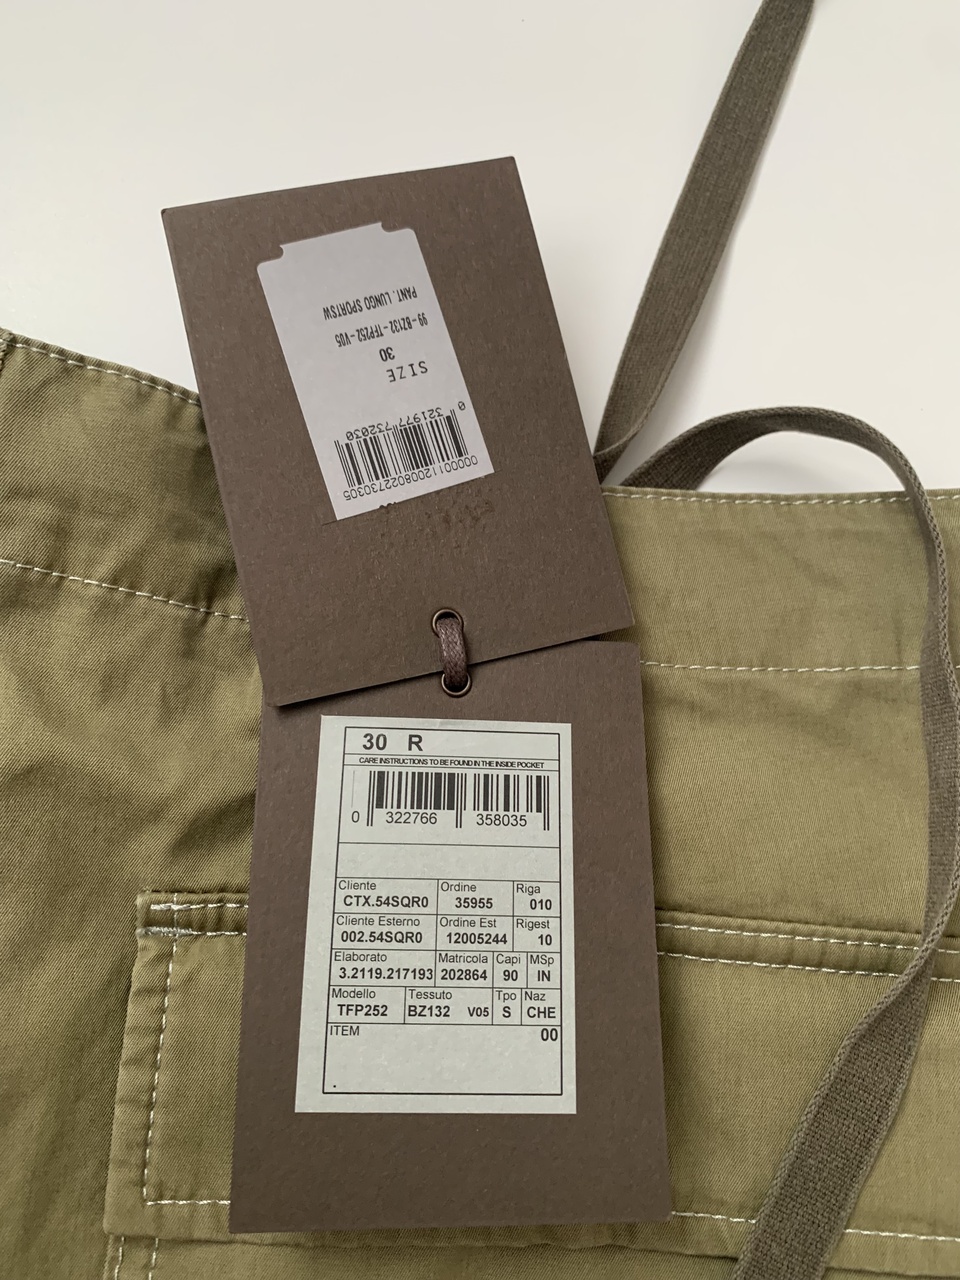 PANT. LUNGO SPORTSW
99-BZ132-TFP252-V05
SIZE
30
0 321977 732030
00000112008022730305
30 R
CARE INSTRUCTIONS TO BE FOUND IN THE INSIDE POCKET
0 322766 358035
Cliente Ordine Riga
CTX.54SQR0 35955 010
Cliente Esterno Ordine Est Rigest
002.54SQR0 12005244 10
Elaborato Matricola Capi MSp
3.2119.217193 202864 90 IN
Modello Tessuto Tpo Naz
TFP252 BZ132 V05 S CHE
ITEM 00
.